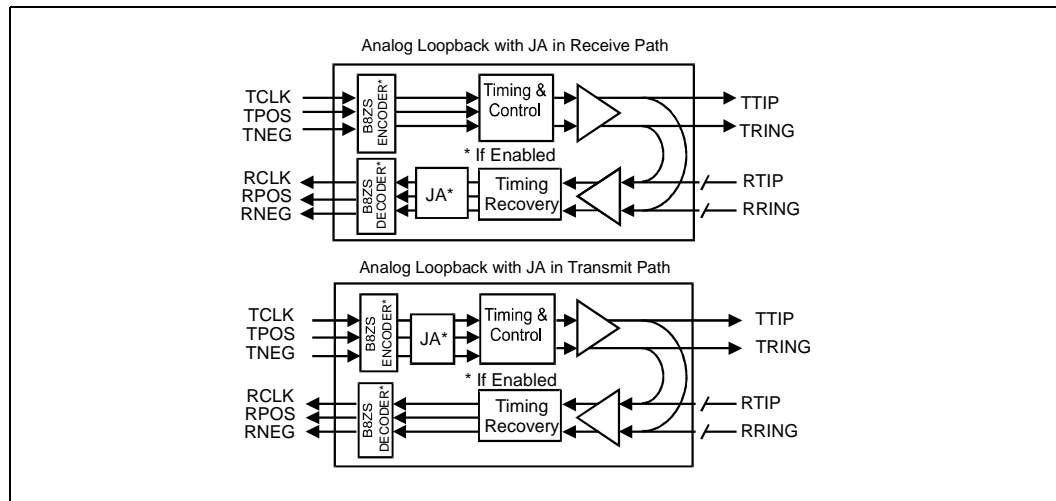 Analog Loopback with JA in Receive Path
TCLK
TPOS
TNEG
B8ZS
ENCODER*
Timing &
Control
TTIP
TRING
* If Enabled
RCLK
RPOS
RNEG
B8ZS
DECODER*
JA*
Timing
Recovery
RTIP
RRING
Analog Loopback with JA in Transmit Path
TCLK
TPOS
TNEG
B8ZS
ENCODER*
JA*
Timing &
Control
TTIP
TRING
* If Enabled
RCLK
RPOS
RNEG
B8ZS
DECODER*
Timing
Recovery
RTIP
RRING